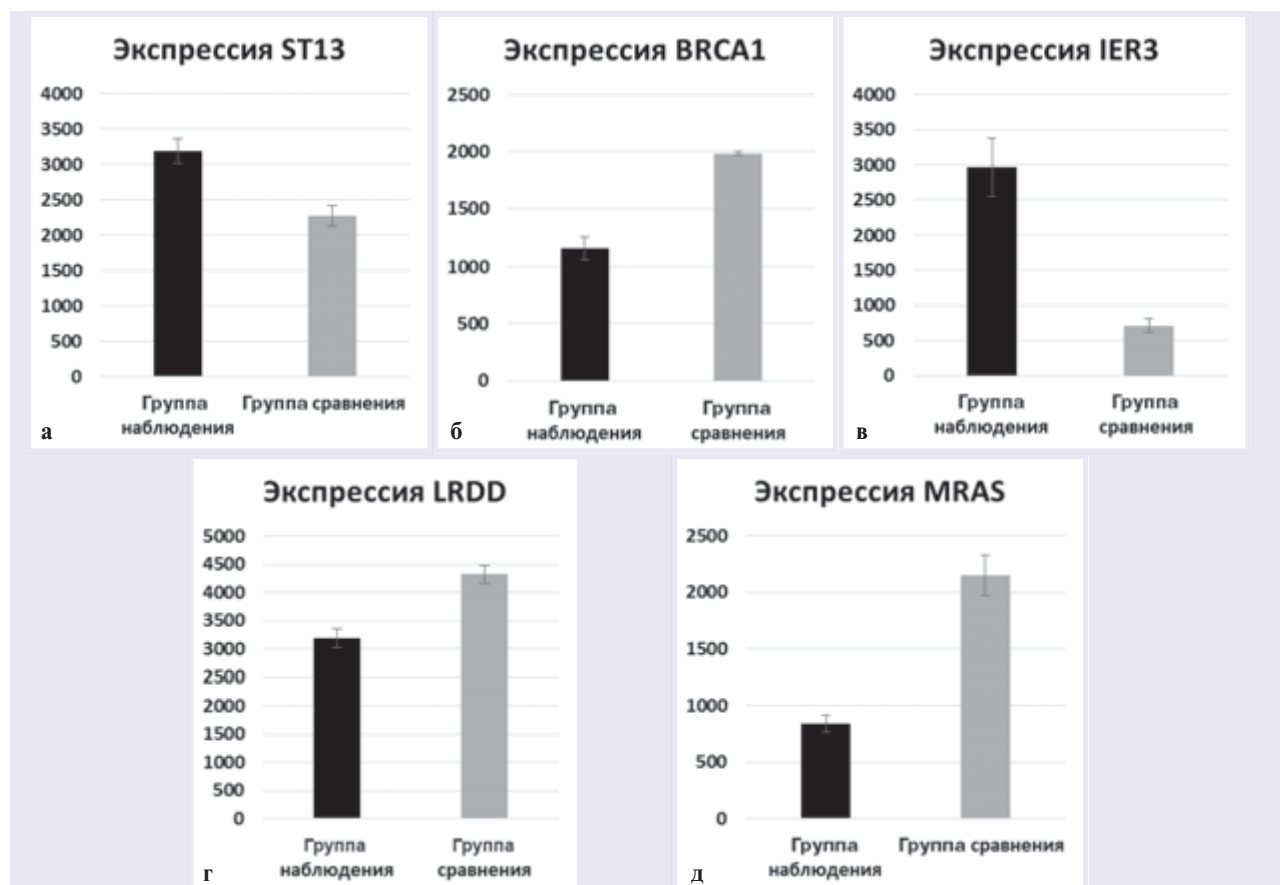 Экспрессия ST13
4000
3500
3000
2500
2000
1500
1000
500
0
Группа наблюдения
Группа сравнения
а
Экспрессия BRCA1
2500
2000
1500
1000
500
0
Группа наблюдения
Группа сравнения
б
Экспрессия IER3
4000
3500
3000
2500
2000
1500
1000
500
0
Группа наблюдения
Группа сравнения
в
Экспрессия LRDD
5000
4500
4000
3500
3000
2500
2000
1500
1000
500
0
Группа наблюдения
Группа сравнения
г
Экспрессия MRAS
2500
2000
1500
1000
500
0
Группа наблюдения
Группа сравнения
д